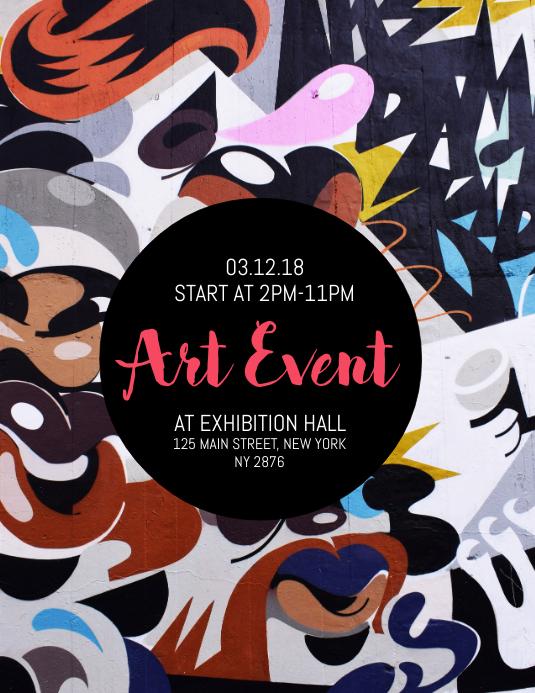 03.12.18
START AT 2PM-11PM
Art Event
AT EXHIBITION HALL
125 MAIN STREET, NEW YORK
NY 2876